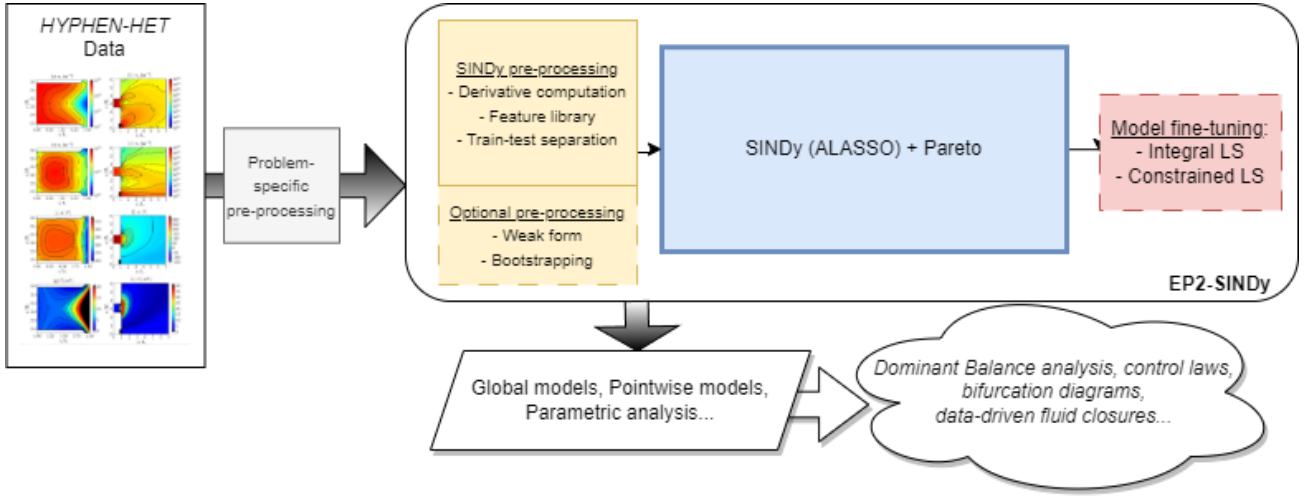 HYPHEN-HET
Data
Problem-
specific
pre-processing
SINDy pre-processing
- Derivative computation
- Feature library
- Train-test separation
Optional pre-processing
- Weak form
- Bootstrapping
SINDy (ALASSO) + Pareto
Model fine-tuning:
- Integral LS
- Constrained LS
EP2-SINDy
Global models, Pointwise models,
Parametric analysis...
Dominant Balance analysis, control laws,
bifurcation diagrams,
data-driven fluid closures...